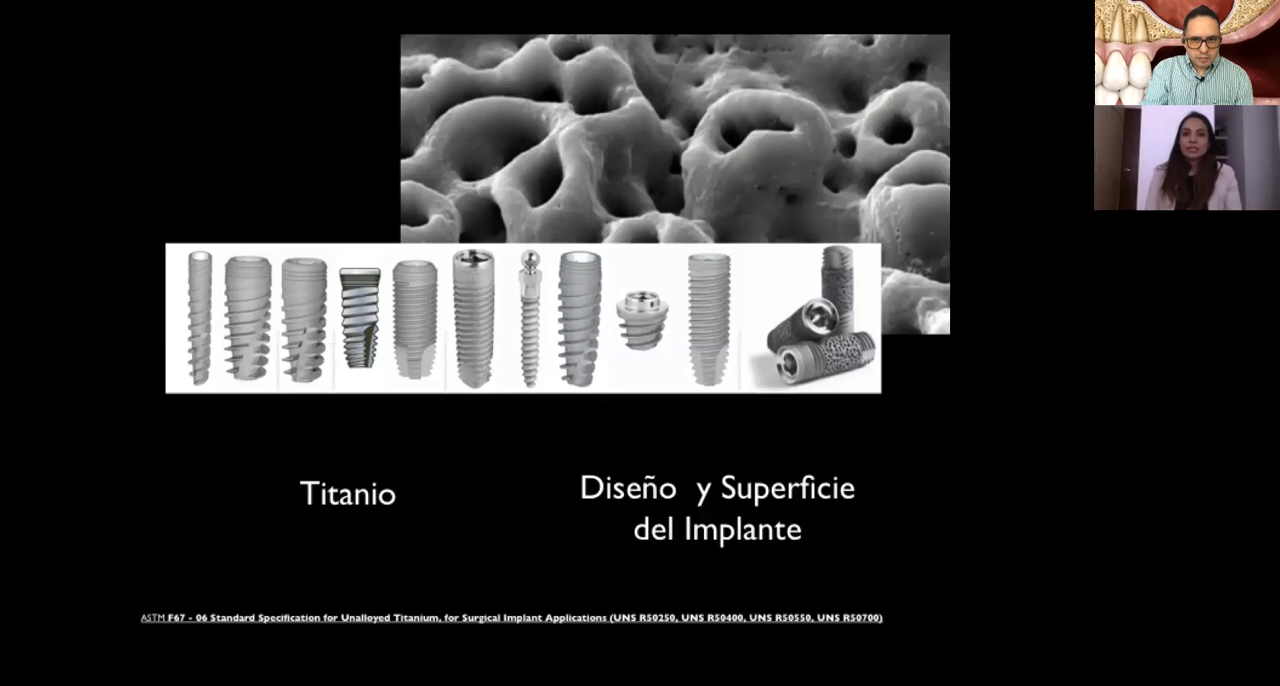 Titanio
Diseño y Superficie
del Implante
ASTM F67 - 06 Standard Specification for Unalloyed Titanium, for Surgical Implant Applications (UNS R50250, UNS R50400, UNS R50550, UNS R50700)